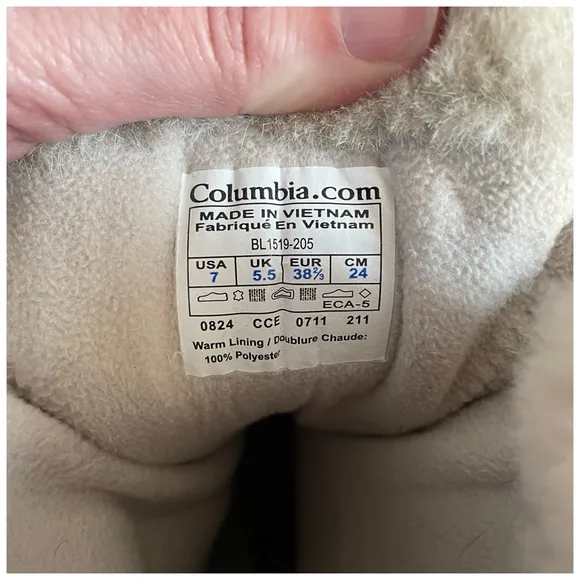 Columbia.com
MADE IN VIETNAM
Fabriqué En Vietnam
BL1519-205
USA UK EUR CM
7 5.5 38⅔ 24
ECA-5
0824 CCE 0711 211
Warm Lining / Doublure Chaude:
100% Polyester